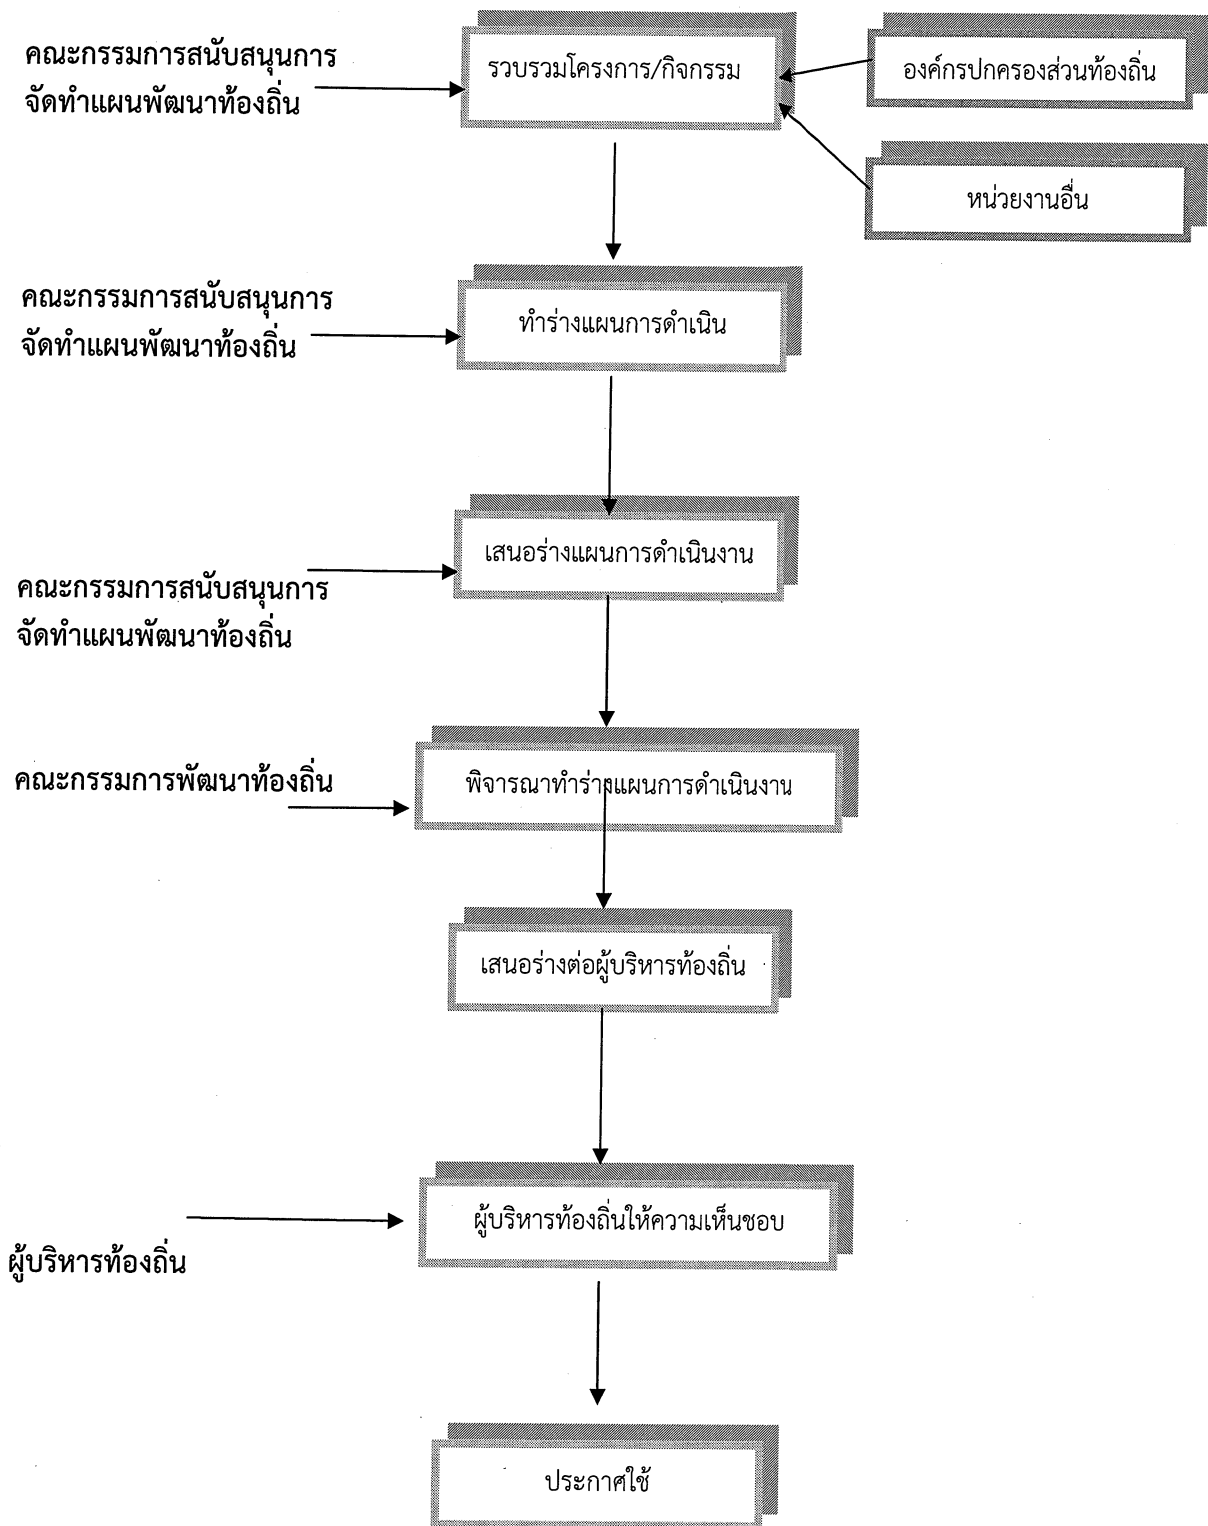 คณะกรรมการสนับสนุนการ
จัดทำแผนพัฒนาท้องถิ่น
รวบรวมโครงการ/กิจกรรม
องค์กรปกครองส่วนท้องถิ่น
หน่วยงานอื่น
คณะกรรมการสนับสนุนการ
จัดทำแผนพัฒนาท้องถิ่น
ทำร่างแผนการดำเนิน
เสนอร่างแผนการดำเนินงาน
คณะกรรมการสนับสนุนการ
จัดทำแผนพัฒนาท้องถิ่น
คณะกรรมการพัฒนาท้องถิ่น
พิจารณาทำร่างแผนการดำเนินงาน
เสนอร่างต่อผู้บริหารท้องถิ่น
ผู้บริหารท้องถิ่นให้ความเห็นชอบ
ผู้บริหารท้องถิ่น
ประกาศใช้